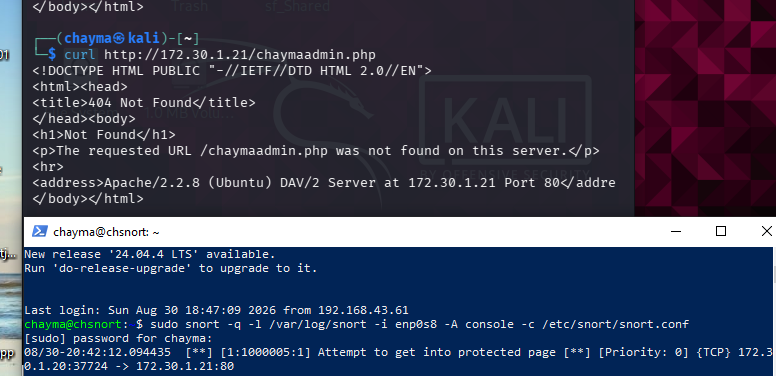 Trash
sf_Shared
</body></html>
01
┌──(chayma㉿kali)-[~]
└─$ curl http://172.30.1.21/chaymaadmin.php
<!DOCTYPE HTML PUBLIC "-//IETF//DTD HTML 2.0//EN">
<html><head>
<title>404 Not Found</title>
</head><body>
<h1>Not Found</h1>
<p>The requested URL /chaymaadmin.php was not found on this server.</p>
<hr>
<address>Apache/2.2.8 (Ubuntu) DAV/2 Server at 172.30.1.21 Port 80</addre
</body></html>
KALI
BY OFFENSIVE SECURITY
chayma@chsnort: ~
New release '24.04.4 LTS' available.
Run 'do-release-upgrade' to upgrade to it.
Last login: Sun Aug 30 18:47:09 2026 from 192.168.43.61
chayma@chsnort:~$ sudo snort -q -l /var/log/snort -i enp0s8 -A console -c /etc/snort/snort.conf
[sudo] password for chayma:
08/30-20:42:12.094435  [**] [1:1000005:1] Attempt to get into protected page [**] [Priority: 0] {TCP} 172.3
0.1.20:37724 -> 172.30.1.21:80
pp